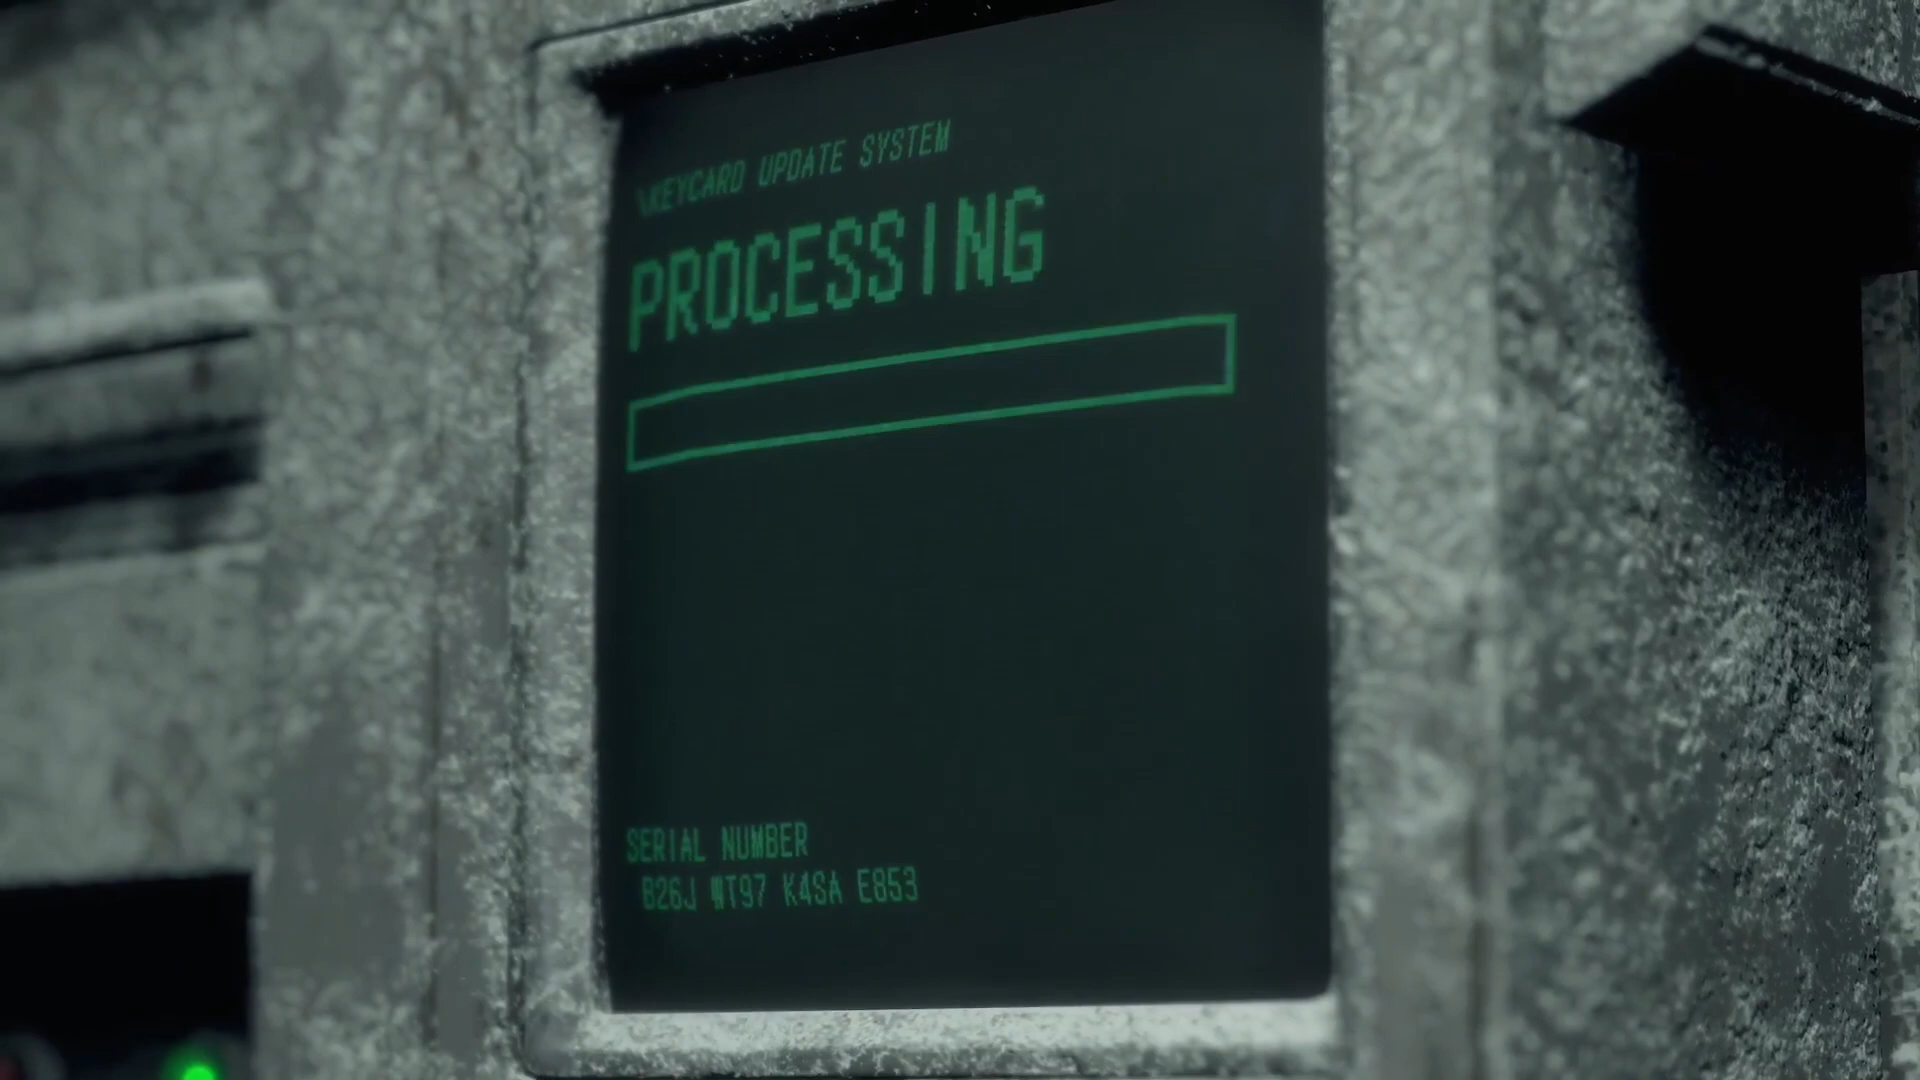 \KEYCARD UPDATE SYSTEM
PROCESSING
SERIAL NUMBER
B26J WT97 K4SA E853